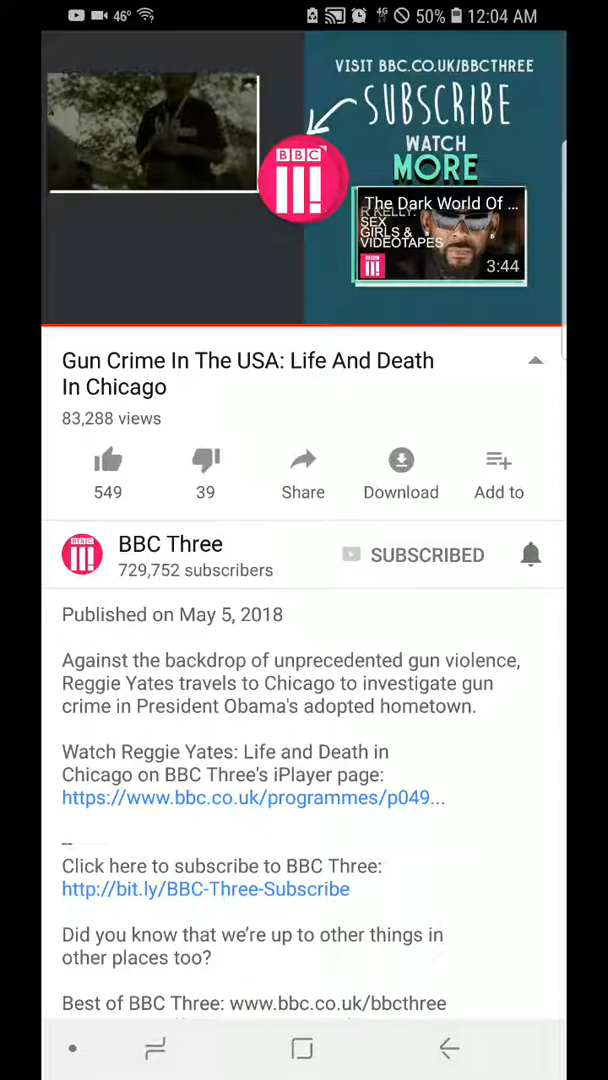 46° 4G 50% 12:04 AM
VISIT BBC.CO.UK/BBCTHREE
SUBSCRIBE
WATCH
MORE
BBC
The Dark World Of ...
R KELLY:
SEX
GIRLS &
VIDEOTAPES
3:44
Gun Crime In The USA: Life And Death
In Chicago
83,288 views
549 39 Share Download Add to
BBC Three
729,752 subscribers
SUBSCRIBED
Published on May 5, 2018
Against the backdrop of unprecedented gun violence,
Reggie Yates travels to Chicago to investigate gun
crime in President Obama's adopted hometown.
Watch Reggie Yates: Life and Death in
Chicago on BBC Three's iPlayer page:
https://www.bbc.co.uk/programmes/p049...
--
Click here to subscribe to BBC Three:
http://bit.ly/BBC-Three-Subscribe
Did you know that we’re up to other things in
other places too?
Best of BBC Three: www.bbc.co.uk/bbcthree